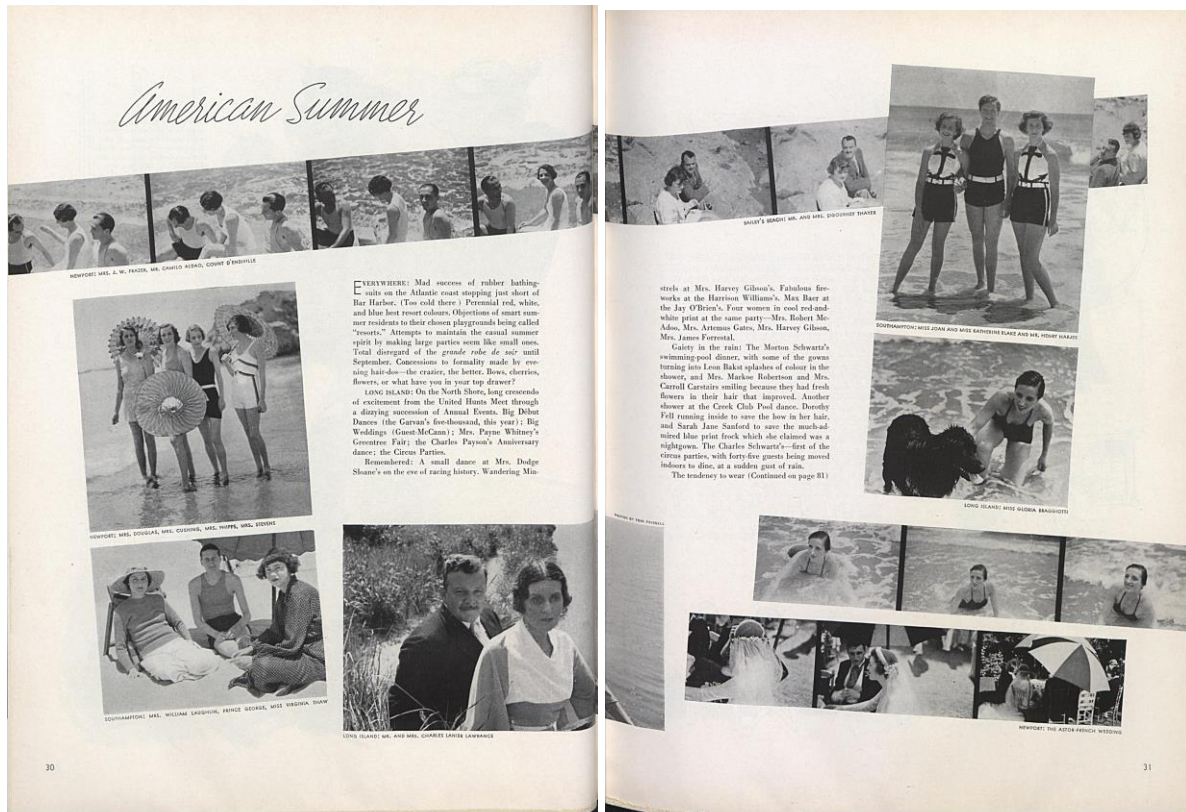 American Summer
NEWPORT: MRS. J. W. FRAZER, MR. CAMILO ALDAO, COUNT D'ENDIVILLE
EVERYWHERE: Mad success of rubber bathing-
suits on the Atlantic coast stopping just short of
Bar Harbor. (Too cold there) Perennial red, white,
and blue best resort colours. Objections of smart sum-
mer residents to their chosen playgrounds being called
"resorts." Attempts to maintain the casual summer
spirit by making large parties seem like small ones.
Total disregard of the grande robe de soir until
September. Concessions to formality made by eve-
ning hair-dos—the crazier, the better. Bows, cherries,
flowers, or what have you in your top drawer?
LONG ISLAND: On the North Shore, long crescendo
of excitement from the United Hunts Meet through
a dizzying succession of Annual Events. Big Début
Dances (the Garvan's five-thousand, this year); Big
Weddings (Guest-McCann); Mrs. Payne Whitney's
Greentree Fair; the Charles Payson's Anniversary
dance; the Circus Parties.
Remembered: A small dance at Mrs. Dodge
Sloane's on the eve of racing history. Wandering Min-
NEWPORT: MRS. DOUGLAS, MRS. CUSHING, MRS. PHIPPS, MRS. STEVENS
SOUTHAMPTON: MRS. WILLIAM LAUGHLIN, PRINCE GEORGE, MISS VIRGINIA THAW
LONG ISLAND: MR. AND MRS. CHARLES LANIER LAWRANCE
30
BAILEY'S BEACH: MR. AND MRS. SIGOURNEY THAYER
SOUTHAMPTON: MISS JOAN AND MISS KATHERINE BLAKE AND MR. HENRY
strels at Mrs. Harvey Gibson's. Fabulous fire-
works at the Harrison Williams's. Max Baer at
the Jay O'Brien's. Four women in cool red-and-
white print at the same party—Mrs. Robert Mc-
Adoo, Mrs. Artemus Gates, Mrs. Harvey Gibson,
Mrs. James Forrestal.
Gaiety in the rain: The Morton Schwartz's
swimming-pool dinner, with some of the gowns
turning into Leon Bakst splashes of colour in the
shower, and Mrs. Markoe Robertson and Mrs.
Carroll Carstairs smiling because they had fresh
flowers in their hair that improved. Another
shower at the Creek Club Pool dance. Dorothy
Fell running inside to save the bow in her hair,
and Sarah Jane Sanford to save the much-ad-
mired blue print frock which she claimed was a
nightgown. The Charles Schwartz's—first of the
circus parties, with forty-five guests being moved
indoors to dine, at a sudden gust of rain.
The tendency to wear (Continued on page 81)
LONG ISLAND: MISS GLORIA BRAGGIOTTI
PHOTOS BY TONI FRISSELL
NEWPORT: THE ASTOR-FRENCH WEDDING
31